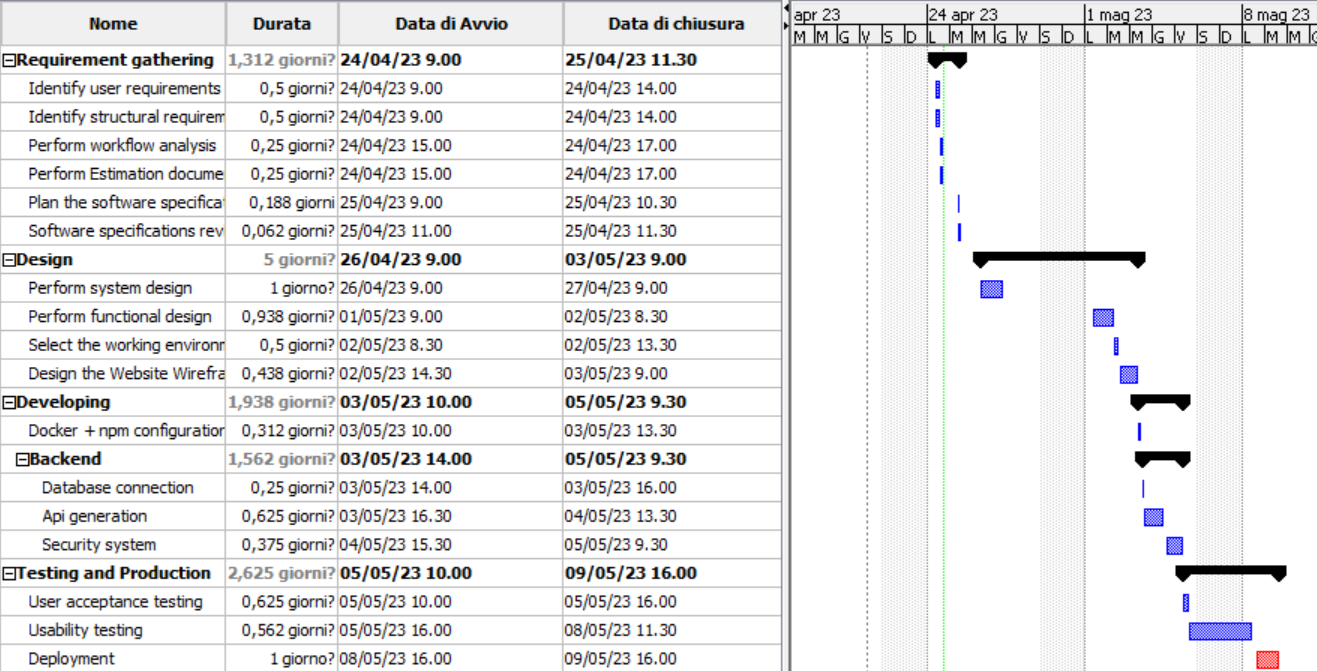 Nome Durata Data di Avvio Data di chiusura
apr 23 24 apr 23 1 mag 23 8 mag 23
M M G V S D L M M G V S D L M M G V S D L M M G
Requirement gathering 1,312 giorni? 24/04/23 9.00 25/04/23 11.30
Identify user requirements 0,5 giorni? 24/04/23 9.00 24/04/23 14.00
Identify structural requirem 0,5 giorni? 24/04/23 9.00 24/04/23 14.00
Perform workflow analysis 0,25 giorni? 24/04/23 15.00 24/04/23 17.00
Perform Estimation docume 0,25 giorni? 24/04/23 15.00 24/04/23 17.00
Plan the software specifica 0,188 giorni 25/04/23 9.00 25/04/23 10.30
Software specifications rev 0,062 giorni? 25/04/23 11.00 25/04/23 11.30
Design 5 giorni? 26/04/23 9.00 03/05/23 9.00
Perform system design 1 giorno? 26/04/23 9.00 27/04/23 9.00
Perform functional design 0,938 giorni? 01/05/23 9.00 02/05/23 8.30
Select the working environm 0,5 giorni? 02/05/23 8.30 02/05/23 13.30
Design the Website Wirefra 0,438 giorni? 02/05/23 14.30 03/05/23 9.00
Developing 1,938 giorni? 03/05/23 10.00 05/05/23 9.30
Docker + npm configuration 0,312 giorni? 03/05/23 10.00 03/05/23 13.30
Backend 1,562 giorni? 03/05/23 14.00 05/05/23 9.30
Database connection 0,25 giorni? 03/05/23 14.00 03/05/23 16.00
Api generation 0,625 giorni? 03/05/23 16.30 04/05/23 13.30
Security system 0,375 giorni? 04/05/23 15.30 05/05/23 9.30
Testing and Production 2,625 giorni? 05/05/23 10.00 09/05/23 16.00
User acceptance testing 0,625 giorni? 05/05/23 10.00 05/05/23 16.00
Usability testing 0,562 giorni? 05/05/23 16.00 08/05/23 11.30
Deployment 1 giorno? 08/05/23 16.00 09/05/23 16.00